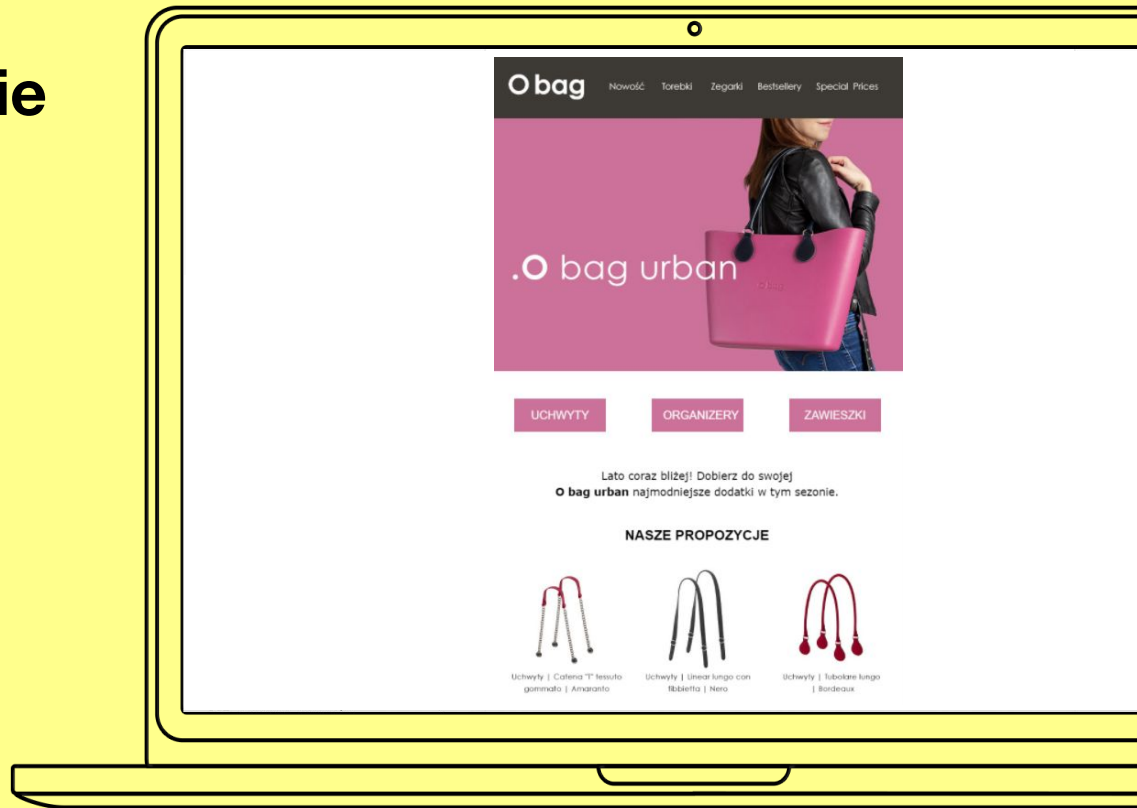 ie
O bag Nowość Torebki Zegarki Bestsellery Special Prices
.O bag urban
O bag
UCHWYTY ORGANIZERY ZAWIESZKI
Lato coraz bliżej! Dobierz do swojej
O bag urban najmodniejsze dodatki w tym sezonie.
NASZE PROPOZYCJE
Uchwyty | Catena "T" tessuto
gommato | Amaranto
Uchwyty | Linear lungo con
fibbietta | Nero
Uchwyty | Tubolare lungo
| Bordeaux